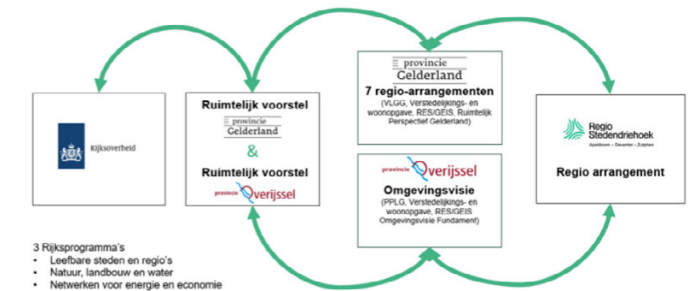 Rijksoverheid
3 Rijksprogramma's
• Leefbare steden en regio's
• Natuur, landbouw en water
• Netwerken voor energie en economie
Ruimtelijk voorstel
provincie
Gelderland
&
Ruimtelijk voorstel
provincie Overijssel
provincie
Gelderland
7 regio-arrangementen
(VLGG, Verstedelijkings- en
woonopgave, RES/GEIS, Ruimtelijk
Perspectief Gelderland)
provincie Overijssel
Omgevingsvisie
(PPLG, Verstedelijkings- en
woonopgave, RES/GEIS
Omgevingsvisie Fundament)
Regio
Stedendriehoek
Apeldoorn – Deventer – Zutphen
Regio arrangement